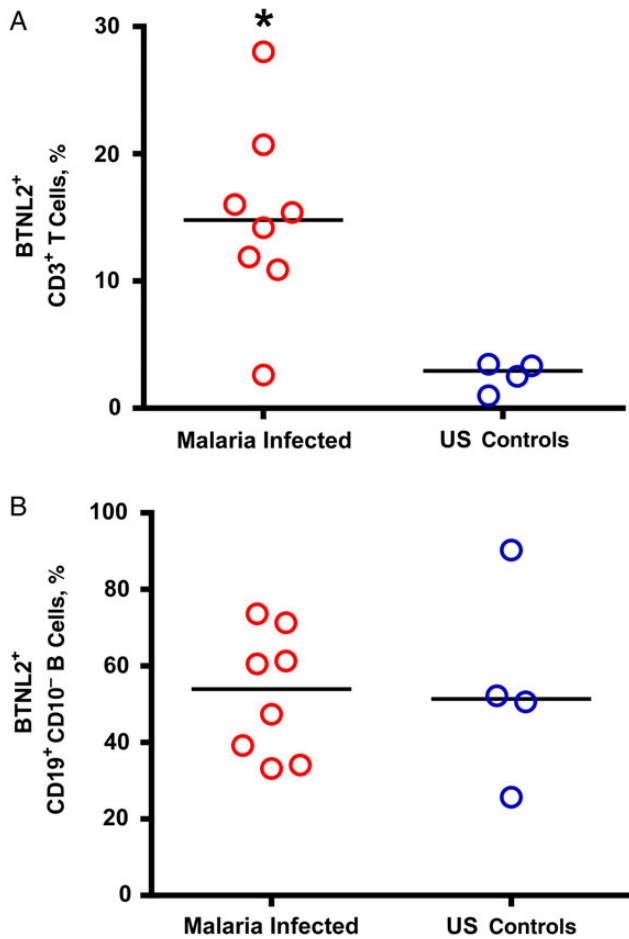 A
*
30
20
10
0
BTNL2⁺
CD3⁺ T Cells, %
Malaria Infected
US Controls
B
100
80
60
40
20
0
BTNL2⁺
CD19⁺ CD10⁻ B Cells, %
Malaria Infected
US Controls